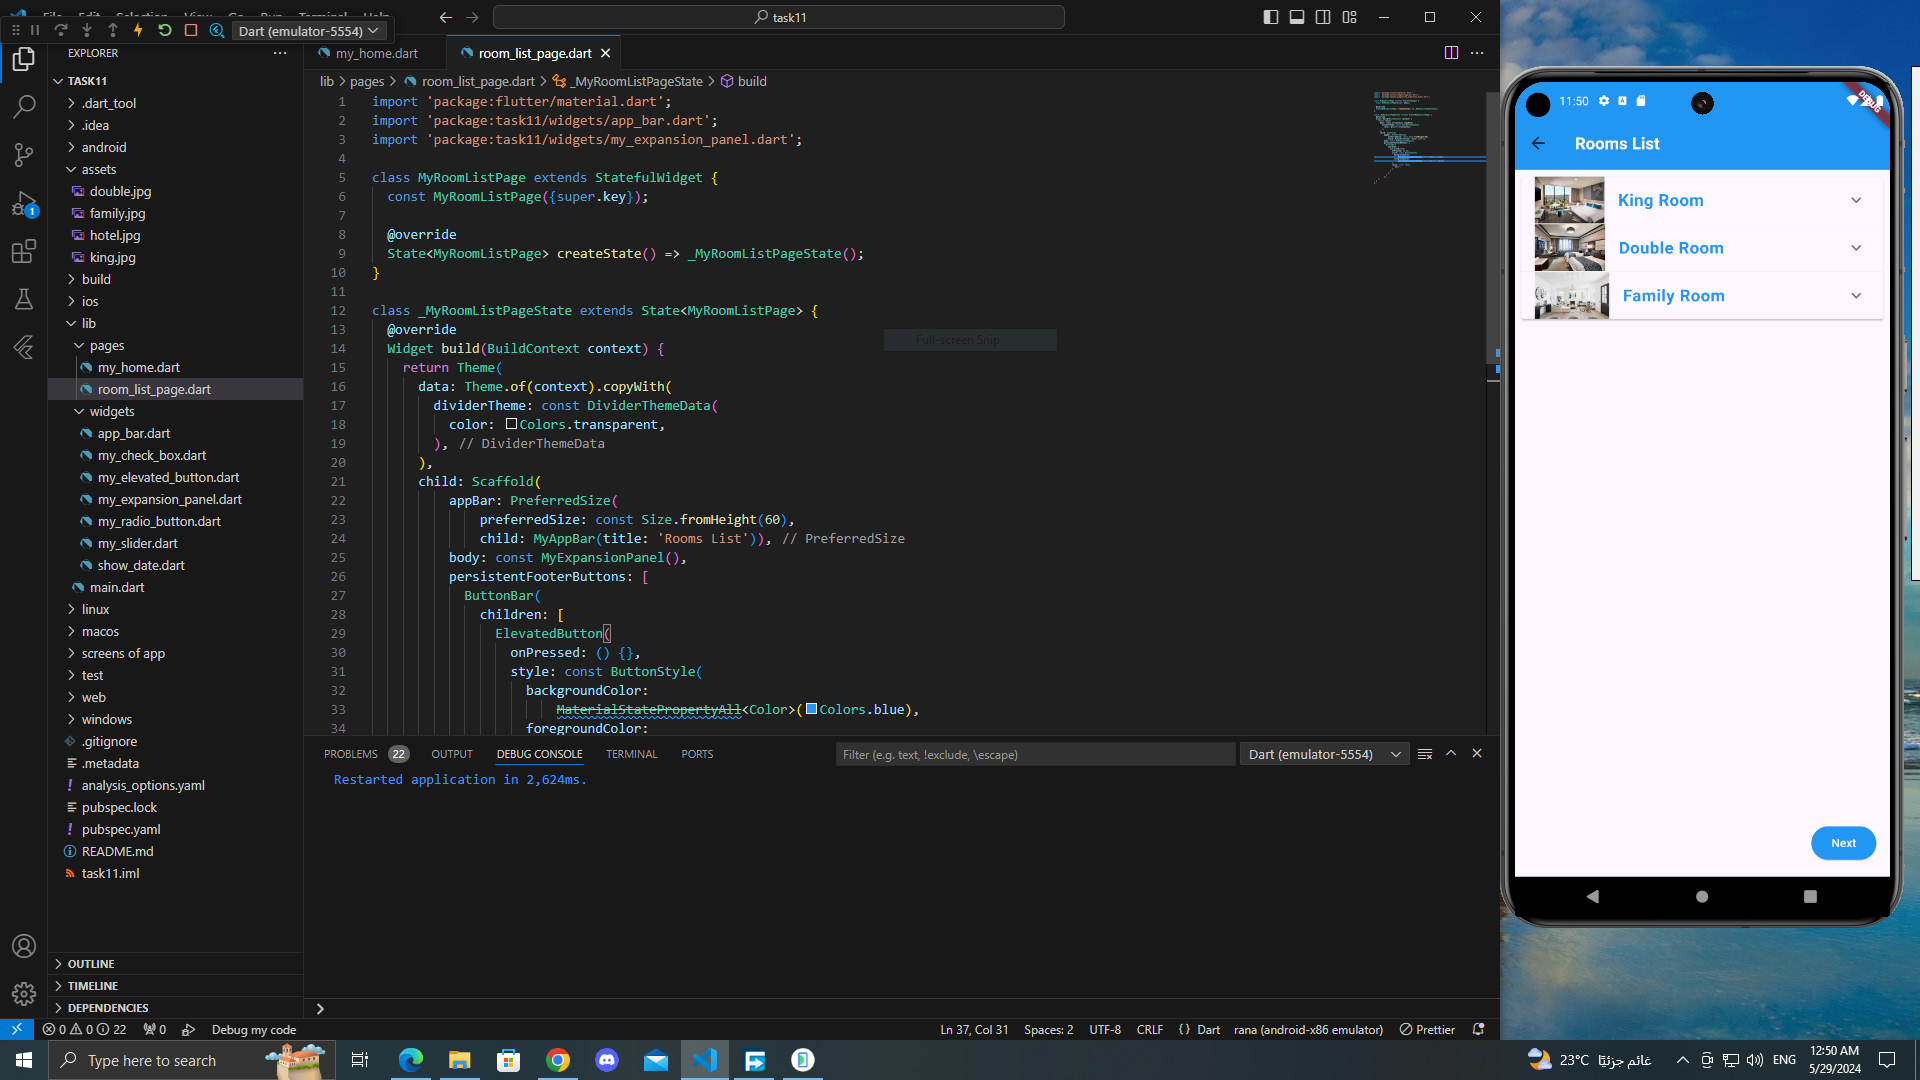 File Edit Selection View Go Run Terminal Help
task11
Dart (emulator-5554)
EXPLORER
my_home.dart
room_list_page.dart
lib > pages > room_list_page.dart > _MyRoomListPageState > build
TASK11
.dart_tool
.idea
android
assets
double.jpg
family.jpg
hotel.jpg
king.jpg
build
ios
lib
pages
my_home.dart
room_list_page.dart
widgets
app_bar.dart
my_check_box.dart
my_elevated_button.dart
my_expansion_panel.dart
my_radio_button.dart
my_slider.dart
show_date.dart
main.dart
linux
macos
screens of app
test
web
windows
.gitignore
.metadata
analysis_options.yaml
pubspec.lock
pubspec.yaml
README.md
task11.iml
OUTLINE
TIMELINE
DEPENDENCIES
1 import 'package:flutter/material.dart';
2 import 'package:task11/widgets/app_bar.dart';
3 import 'package:task11/widgets/my_expansion_panel.dart';
4
5 class MyRoomListPage extends StatefulWidget {
6 const MyRoomListPage({super.key});
7
8 @override
9 State<MyRoomListPage> createState() => _MyRoomListPageState();
10 }
11
12 class _MyRoomListPageState extends State<MyRoomListPage> {
13 @override
14 Widget build(BuildContext context) {
15 return Theme(
16 data: Theme.of(context).copyWith(
17 dividerTheme: const DividerThemeData(
18 color: Colors.transparent,
19 ), // DividerThemeData
20 ),
21 child: Scaffold(
22 appBar: PreferredSize(
23 preferredSize: const Size.fromHeight(60),
24 child: MyAppBar(title: 'Rooms List')), // PreferredSize
25 body: const MyExpansionPanel(),
26 persistentFooterButtons: [
27 ButtonBar(
28 children: [
29 ElevatedButton(
30 onPressed: () {},
31 style: const ButtonStyle(
32 backgroundColor:
33 MaterialStatePropertyAll<Color>(Colors.blue),
34 foregroundColor:
Full-screen Snip
PROBLEMS 22 OUTPUT DEBUG CONSOLE TERMINAL PORTS
Filter (e.g. text, !exclude, \escape)
Dart (emulator-5554)
Restarted application in 2,624ms.
1
0 0 22 0 Debug my code
Ln 37, Col 31 Spaces: 2 UTF-8 CRLF {} Dart rana (android-x86 emulator) Prettier
11:50
DEBUG
Rooms List
King Room
Double Room
Family Room
Next
Type here to search
23°C غائم جزئيًا
ENG
12:50 AM
5/29/2024